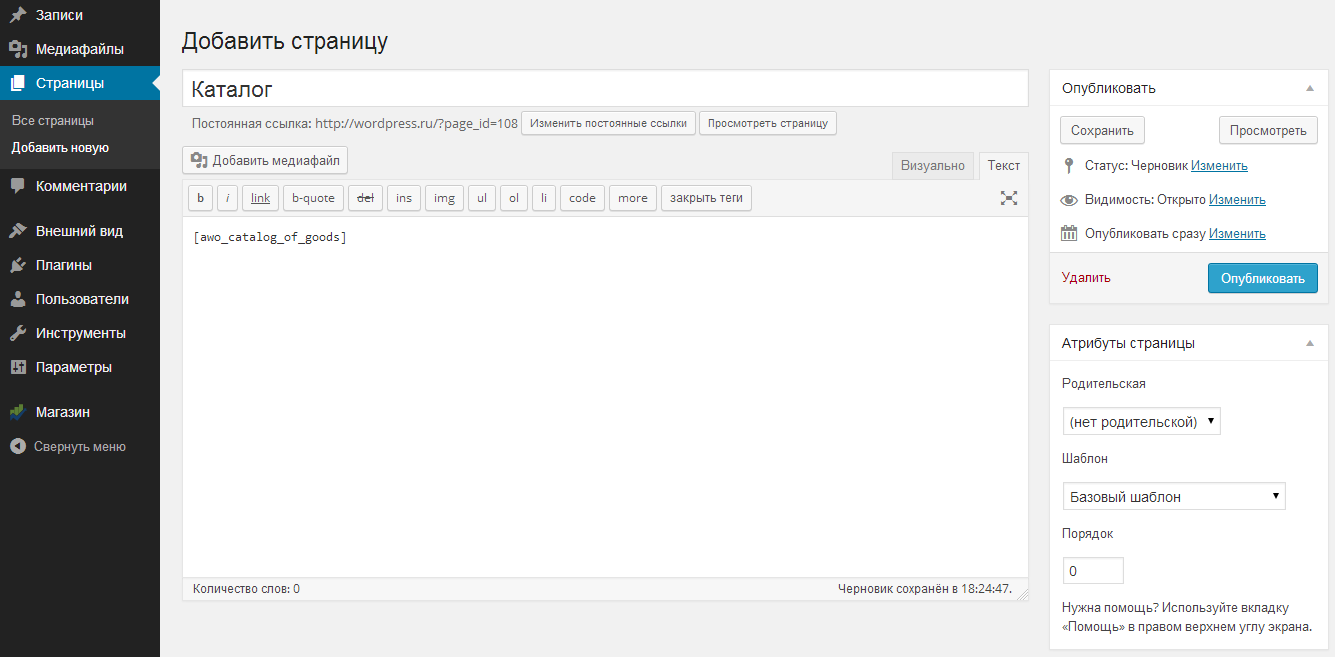 Записи
Медиафайлы
Страницы
Все страницы
Добавить новую
Комментарии
Внешний вид
Плагины
Пользователи
Инструменты
Параметры
Магазин
Свернуть меню
Добавить страницу
Каталог
Постоянная ссылка: http://wordpress.ru/?page_id=108 Изменить постоянные ссылки Просмотреть страницу
Добавить медиафайл
Визуально Текст
b i link b-quote del ins img ul ol li code more закрыть теги
[awo_catalog_of_goods]
Количество слов: 0 Черновик сохранён в 18:24:47.
Опубликовать
Сохранить Просмотреть
Статус: Черновик Изменить
Видимость: Открыто Изменить
Опубликовать сразу Изменить
Удалить Опубликовать
Атрибуты страницы
Родительская
(нет родительской)
Шаблон
Базовый шаблон
Порядок
0
Нужна помощь? Используйте вкладку
«Помощь» в правом верхнем углу экрана.